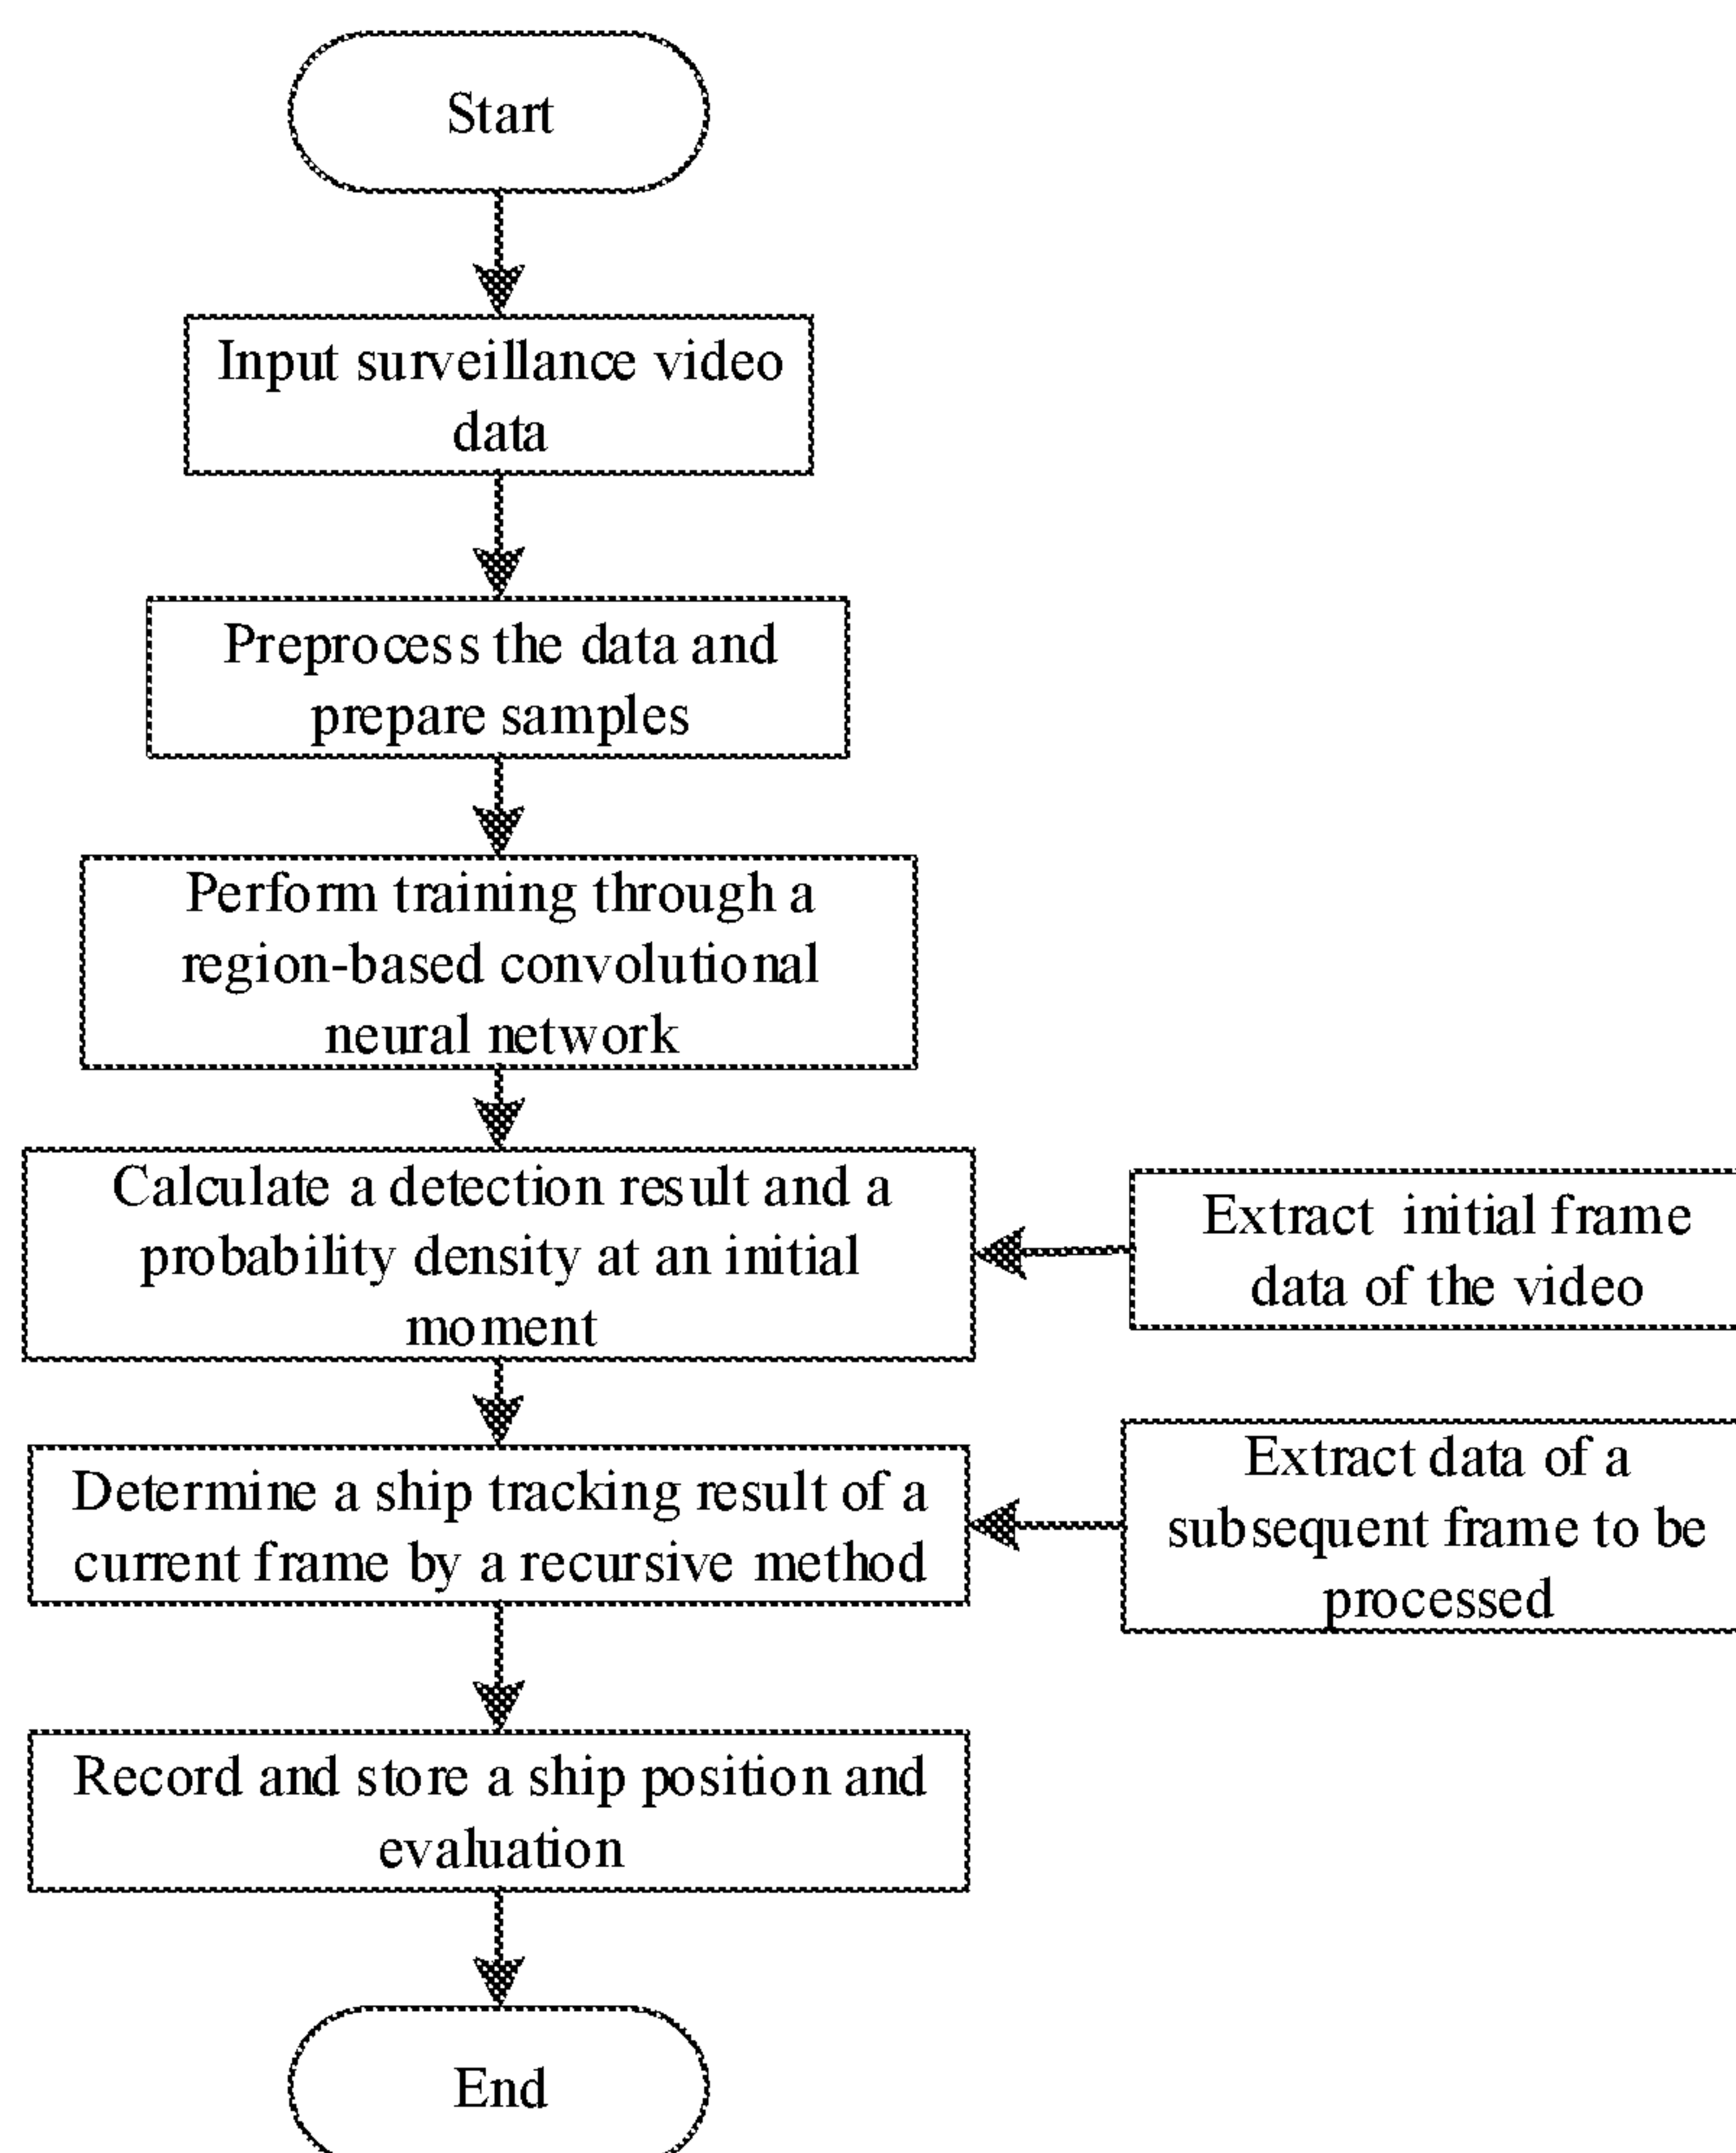 Start
Input surveillance video
data
Preprocess the data and
prepare samples
Perform training through a
region-based convolutional
neural network
Calculate a detection result and a
probability density at an initial
moment
Extract initial frame
data of the video
Determine a ship tracking result of a
current frame by a recursive method
Extract data of a
subsequent frame to be
processed
Record and store a ship position and
evaluation
End